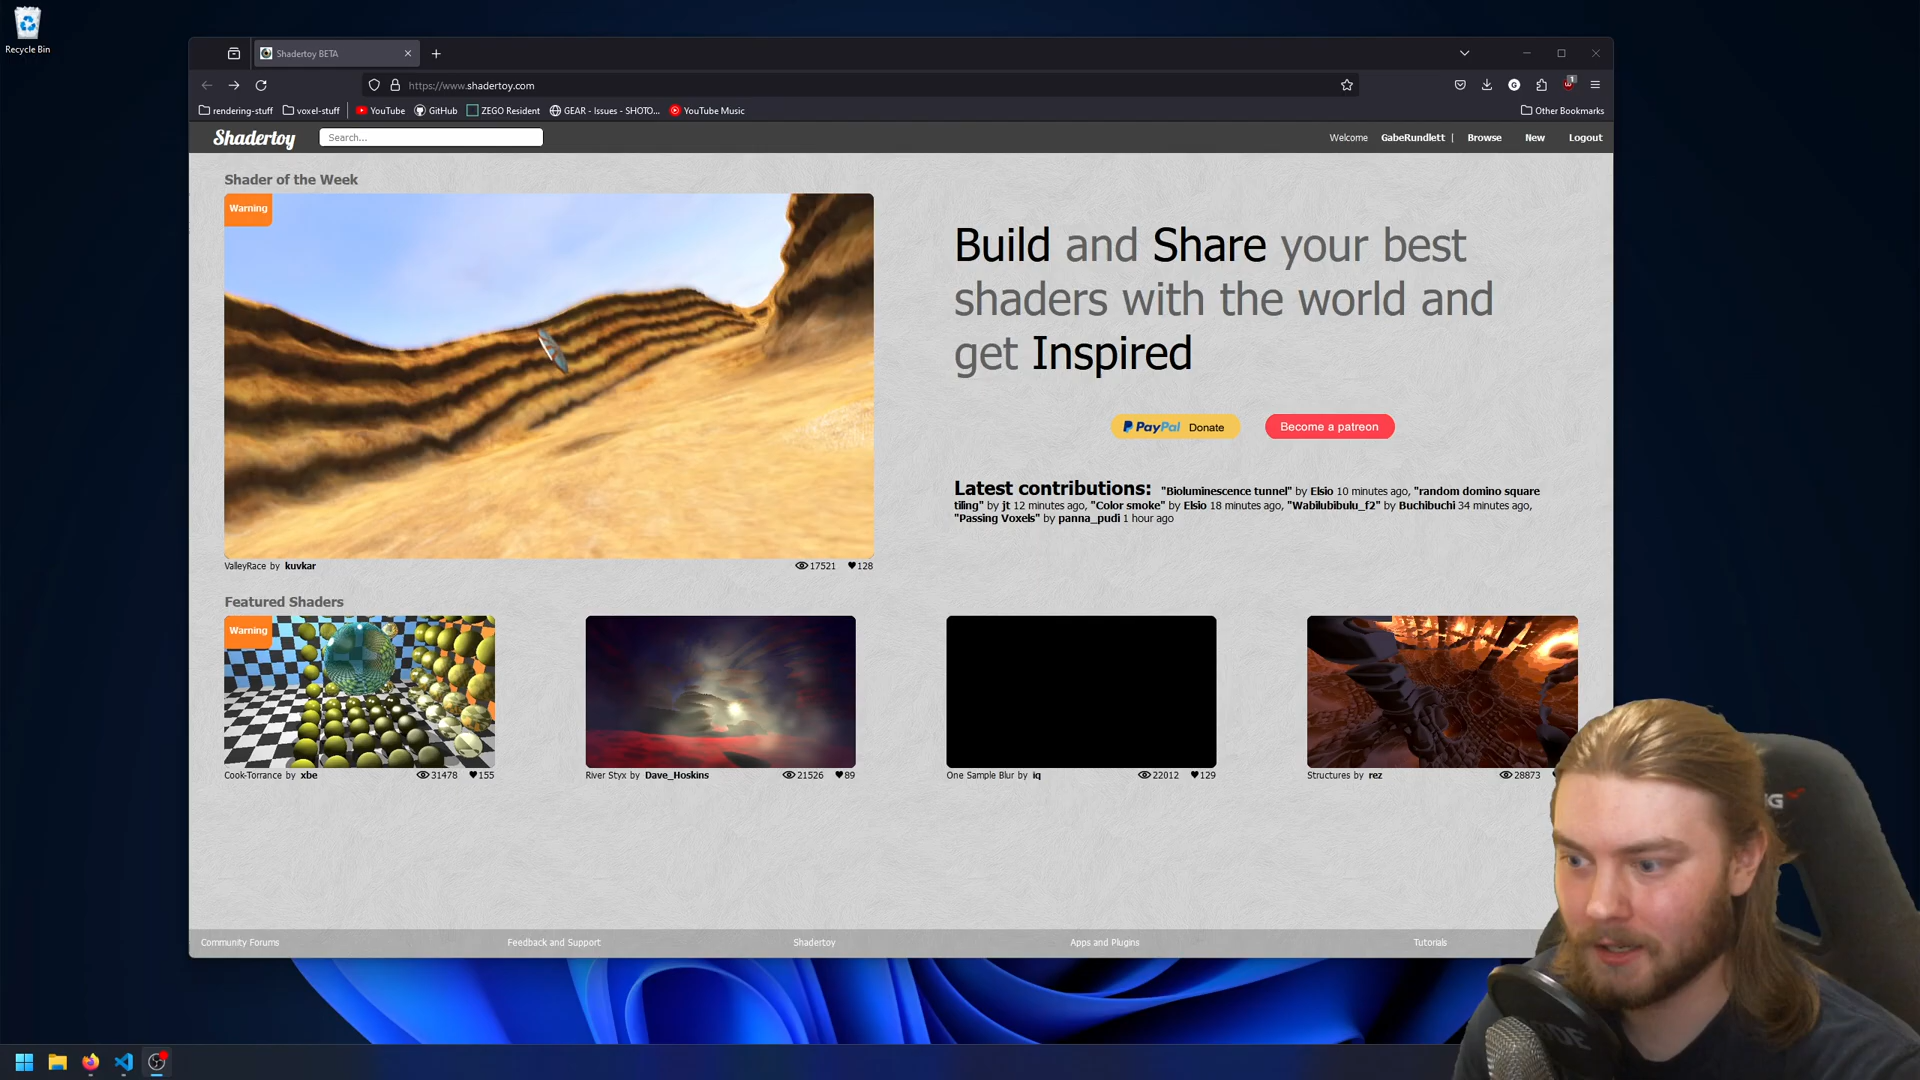 Recycle Bin
Shadertoy BETA
https://www.shadertoy.com
1
rendering-stuff
voxel-stuff
YouTube
GitHub
ZEGO Resident
GEAR - Issues - SHOTO...
YouTube Music
Other Bookmarks
Shadertoy
Search...
Welcome GabeRundlett | Browse New Logout
Shader of the Week
Warning
Build and Share your best
shaders with the world and
get Inspired
PayPal Donate
Become a patreon
Latest contributions: "Bioluminescence tunnel" by Elsio 10 minutes ago, "random domino square
tiling" by jt 12 minutes ago, "Color smoke" by Elsio 18 minutes ago, "Wabilubibulu_f2" by Buchibuchi 34 minutes ago,
"Passing Voxels" by panna_pudi 1 hour ago
ValleyRace by kuvkar
17521
128
Featured Shaders
Warning
Cook-Torrance by xbe
31478
155
River Styx by Dave_Hoskins
21526
89
One Sample Blur by iq
22012
129
Structures by rez
28873
Community Forums
Feedback and Support
Shadertoy
Apps and Plugins
Tutorials